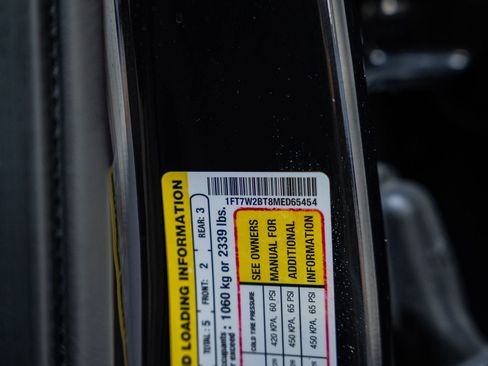 1FT7W2BT8MED65454
LOADING INFORMATION
TOTAL : 5 FRONT: 2 REAR: 3
: 1060 kg or 2339 lbs.
SEE OWNERS
MANUAL FOR
ADDITIONAL
INFORMATION
COLD TIRE PRESSURE
420 KPA, 60 PSI
450 KPA, 65 PSI
450 KPA, 65 PSI